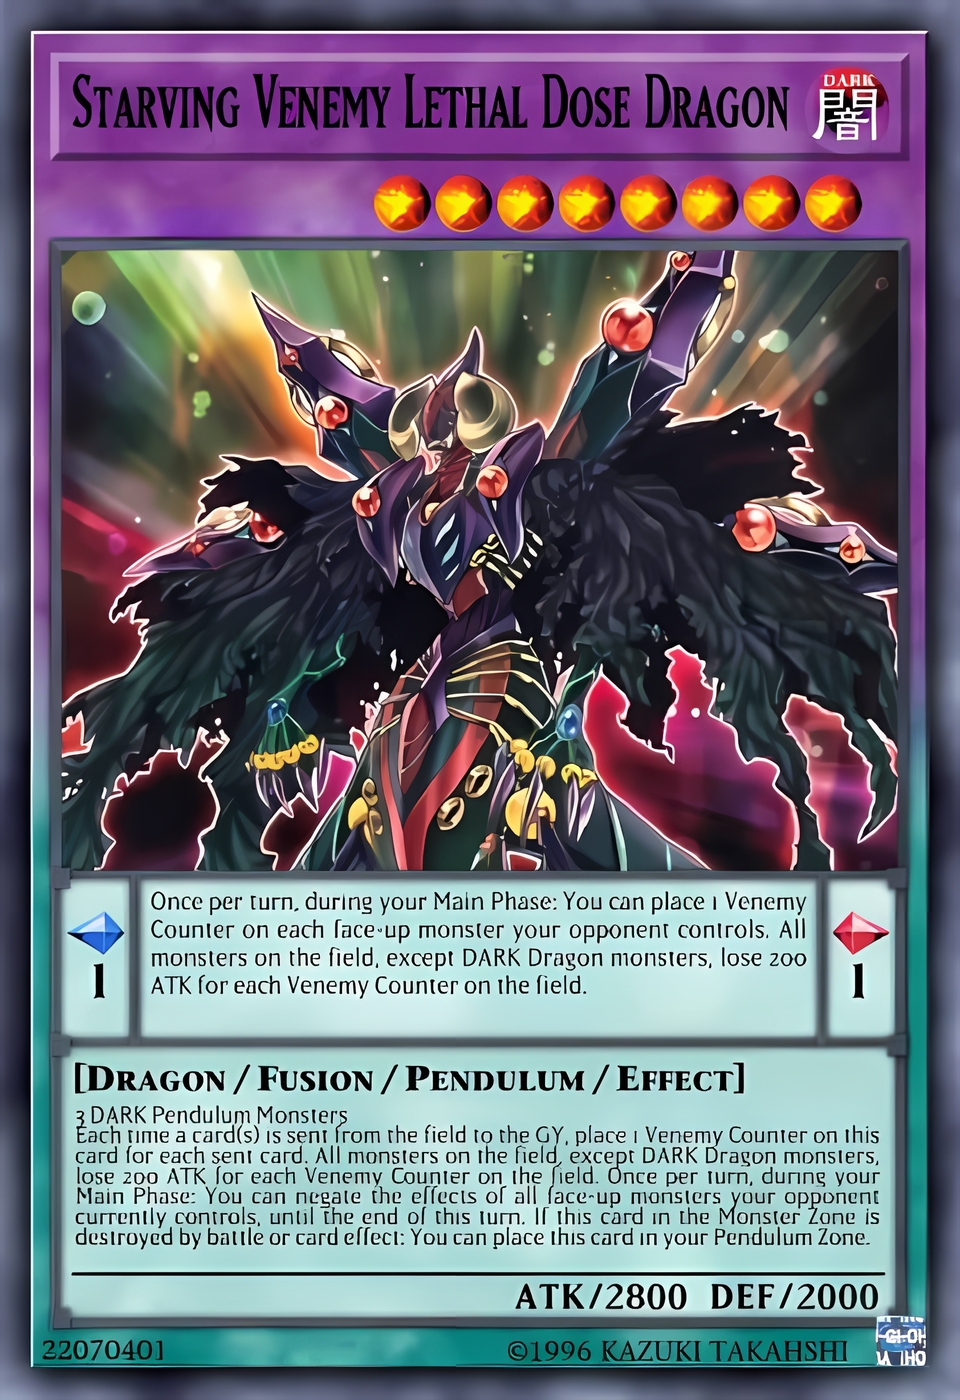 STARVING VENEMY LETHAL DOSE DRAGON
DARK
闇
Once per turn, during your Main Phase: You can place 1 Venemy
Counter on each face-up monster your opponent controls. All
monsters on the field, except DARK Dragon monsters, lose 200
ATK for each Venemy Counter on the field.
1
1
[DRAGON / FUSION / PENDULUM / EFFECT]
3 DARK Pendulum Monsters
Each time a card(s) is sent from the field to the GY, place 1 Venemy Counter on this
card for each sent card. All monsters on the field, except DARK Dragon monsters,
lose 200 ATK for each Venemy Counter on the field. Once per turn, during your
Main Phase: You can negate the effects of all face-up monsters your opponent
currently controls, until the end of this turn. If this card in the Monster Zone is
destroyed by battle or card effect: You can place this card in your Pendulum Zone.
ATK/2800 DEF/2000
22070401
©1996 KAZUKI TAKAHSHI